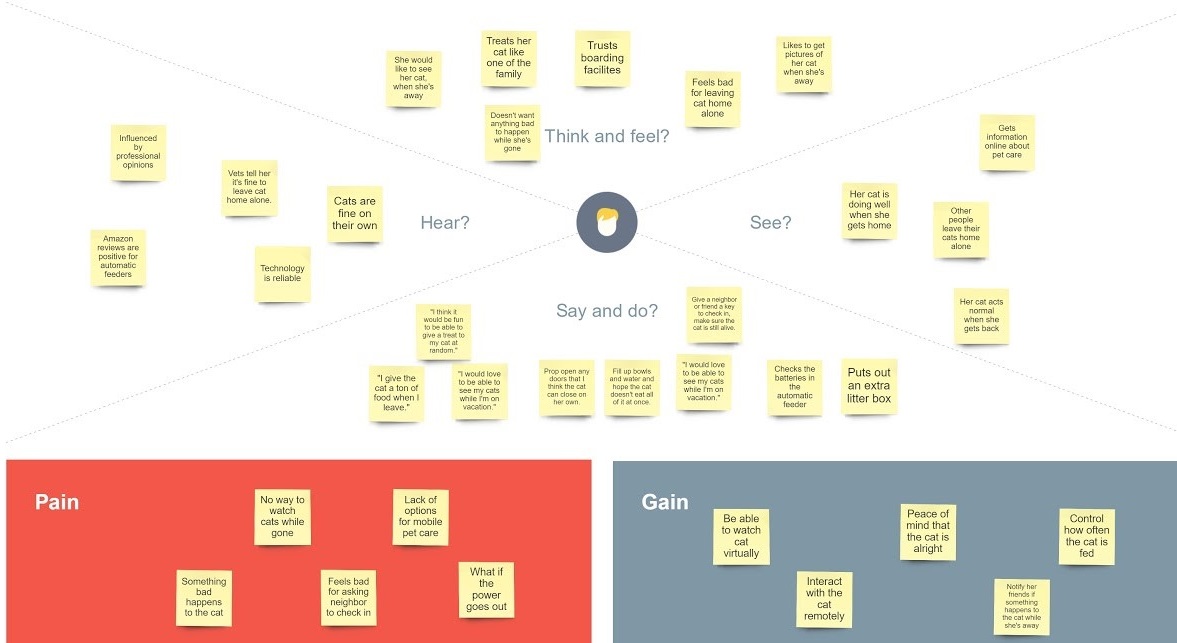 She would
like to see
her cat,
when she's
away
Treats her
cat like
one of the
family
Trusts
boarding
facilites
Feels bad
for leaving
cat home
alone
Likes to get
pictures of
her cat
when she's
away
Doesn't want
anything bad
to happen
while she's
gone
Think and feel?
Influenced
by
professional
opinions
Vets tell her
it's fine to
leave cat
home alone.
Cats are
fine on
their own
Hear?
Amazon
reviews are
positive for
automatic
feeders
Technology
is reliable
See?
Her cat is
doing well
when she
gets home
Gets
information
online about
pet care
Other
people
leave their
cats home
alone
Her cat acts
normal
when she
gets back
Say and do?
"I think it
would be fun
to be able to
give a treat to
my cat at
random."
Give a neighbor
or friend a key
to check in,
make sure the
cat is still alive.
"I give the
cat a ton of
food when I
leave."
"I would love
to be able to
see my cats
while I'm on
vacation."
Prop open any
doors that I
think the cat
can close on
her own.
Fill up bowls
and water and
hope the cat
doesn't eat all
of it at once.
"I would love
to be able to
see my cats
while I'm on
vacation."
Checks the
batteries in
the
automatic
feeder
Puts out
an extra
litter box
Pain
No way to
watch
cats while
gone
Lack of
options
for mobile
pet care
Something
bad
happens
to the cat
Feels bad
for asking
neighbor
to check in
What if
the
power
goes out
Gain
Be able
to watch
cat
virtually
Peace of
mind that
the cat is
alright
Control
how often
the cat is
fed
Interact
with the
cat
remotely
Notify her
friends if
something
happens to
the cat while
she's away